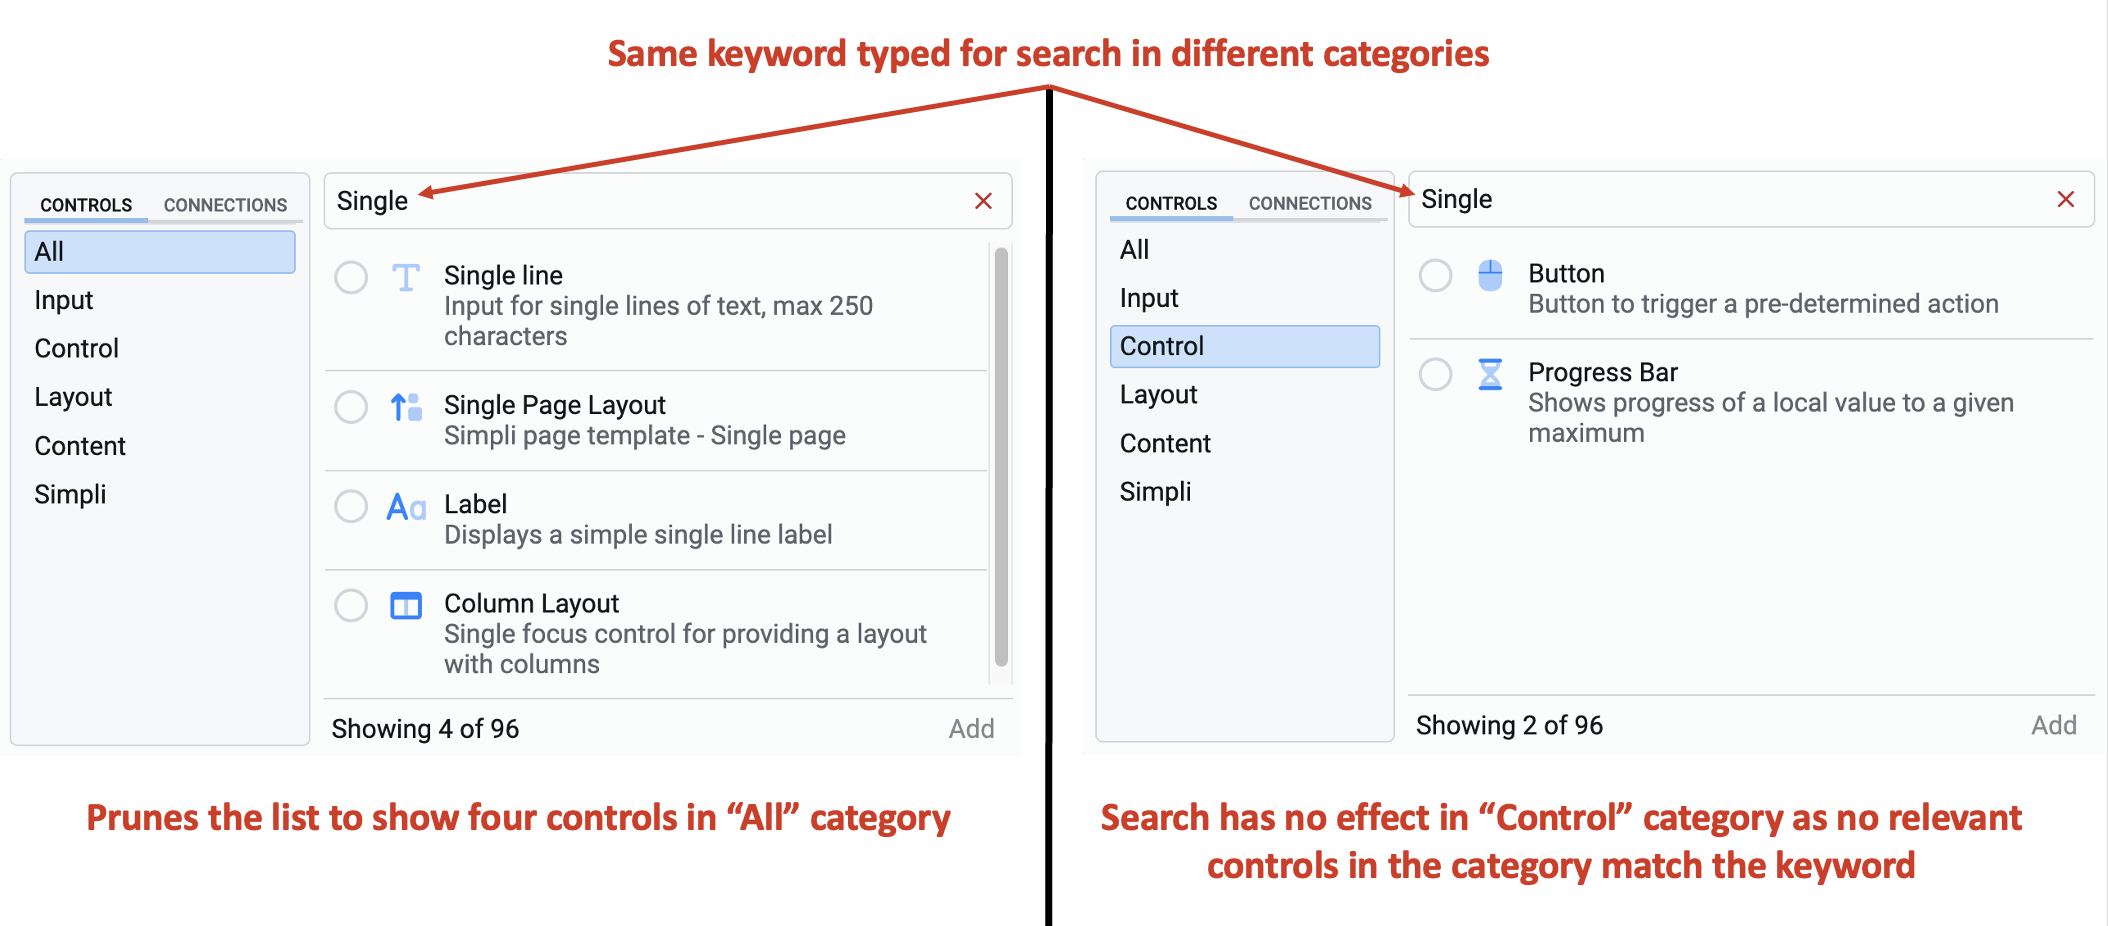 Same keyword typed for search in different categories
CONTROLS CONNECTIONS
All
Input
Control
Layout
Content
Simpli
Single
Single line
Input for single lines of text, max 250
characters
Single Page Layout
Simpli page template - Single page
Label
Displays a simple single line label
Column Layout
Single focus control for providing a layout
with columns
Showing 4 of 96 Add
Prunes the list to show four controls in “All” category
CONTROLS CONNECTIONS
All
Input
Control
Layout
Content
Simpli
Single
Button
Button to trigger a pre-determined action
Progress Bar
Shows progress of a local value to a given
maximum
Showing 2 of 96 Add
Search has no effect in “Control” category as no relevant
controls in the category match the keyword